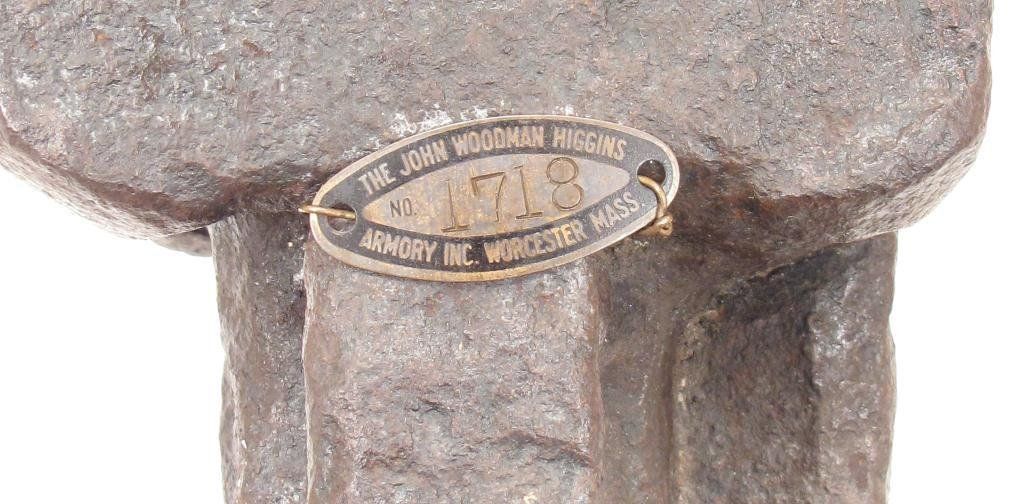 THE JOHN WOODMAN HIGGINS
NO. 1718
ARMORY INC. WORCESTER MASS.